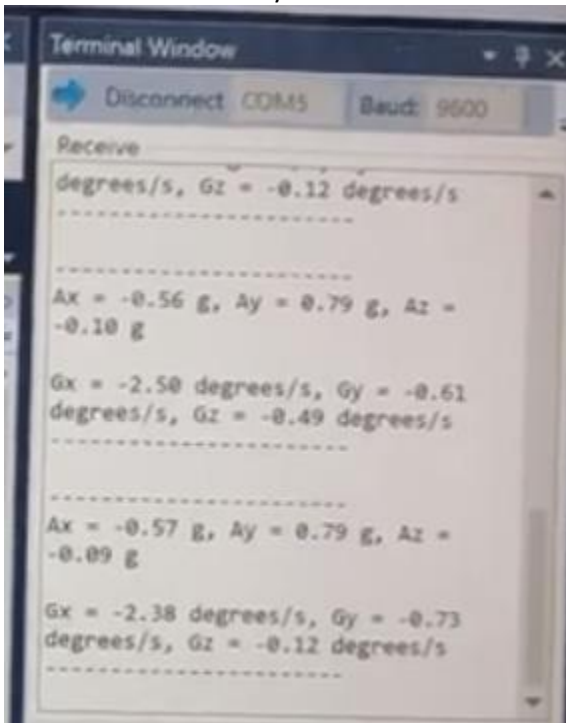 Terminal Window
Disconnect COM5 Baud: 9600
Receive
degrees/s, Gz = -0.12 degrees/s
------------------------
------------------------
Ax = -0.56 g, Ay = 0.79 g, Az =
-0.10 g
Gx = -2.50 degrees/s, Gy = -0.61
degrees/s, Gz = -0.49 degrees/s
------------------------
------------------------
Ax = -0.57 g, Ay = 0.79 g, Az =
-0.09 g
Gx = -2.38 degrees/s, Gy = -0.73
degrees/s, Gz = -0.12 degrees/s
------------------------